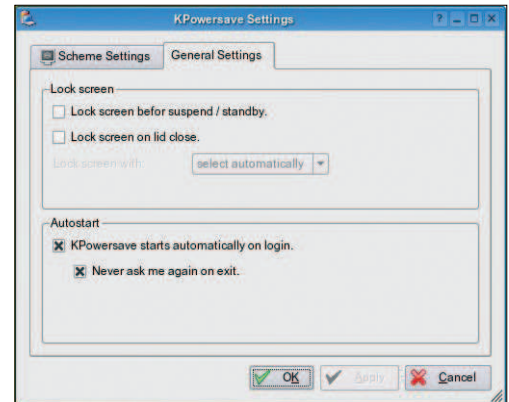 KPowersave Settings
Scheme Settings
General Settings
Lock screen
Lock screen befor suspend / standby.
Lock screen on lid close.
Lock screen with:
select automatically
Autostart
KPowersave starts automatically on login.
Never ask me again on exit.
OK
Apply
Cancel